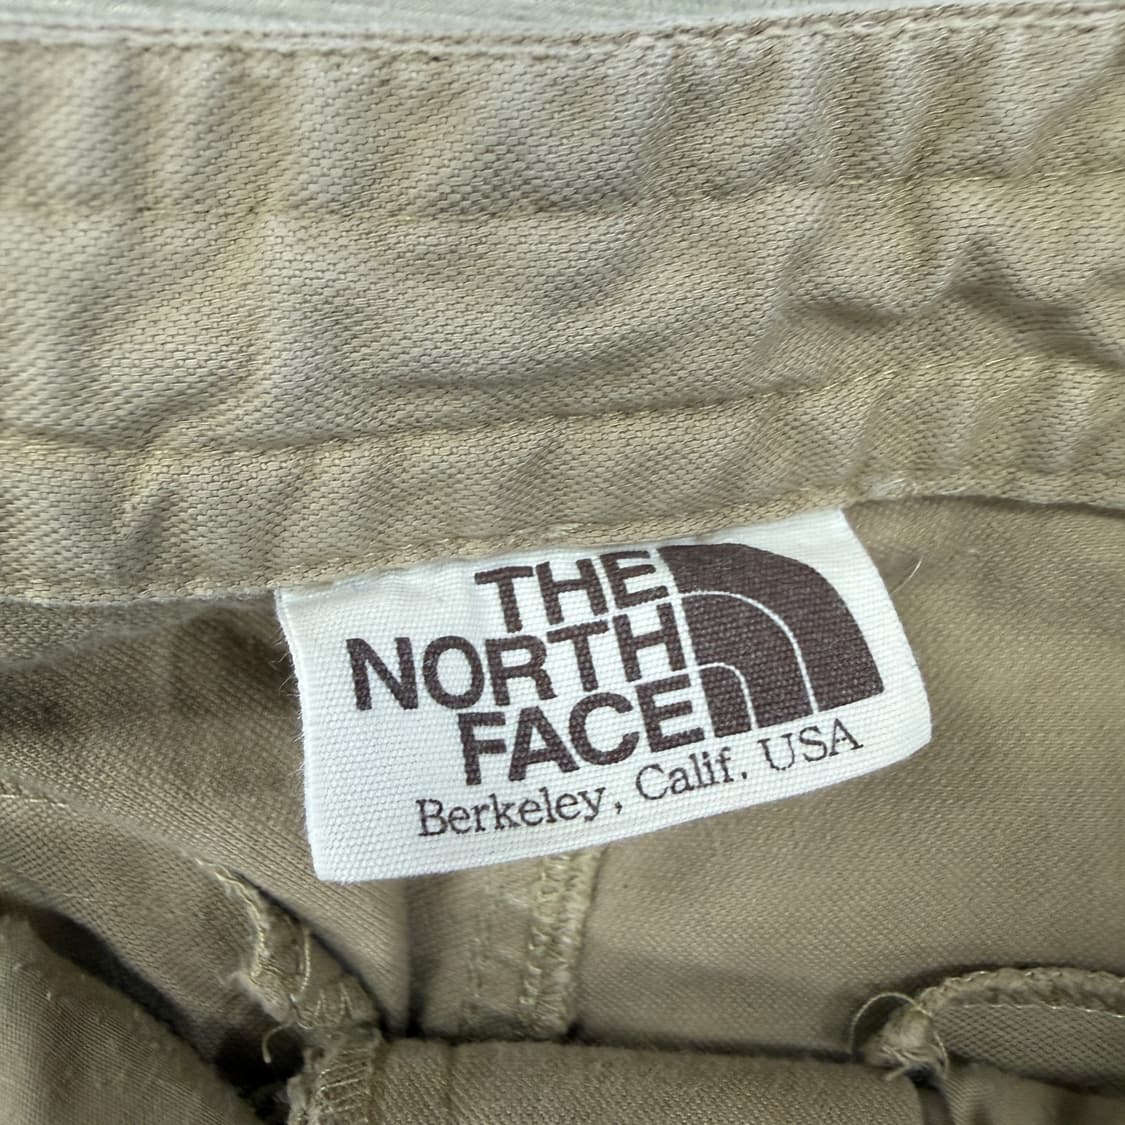 THE
NORTH
FACE
Berkeley, Calif. USA